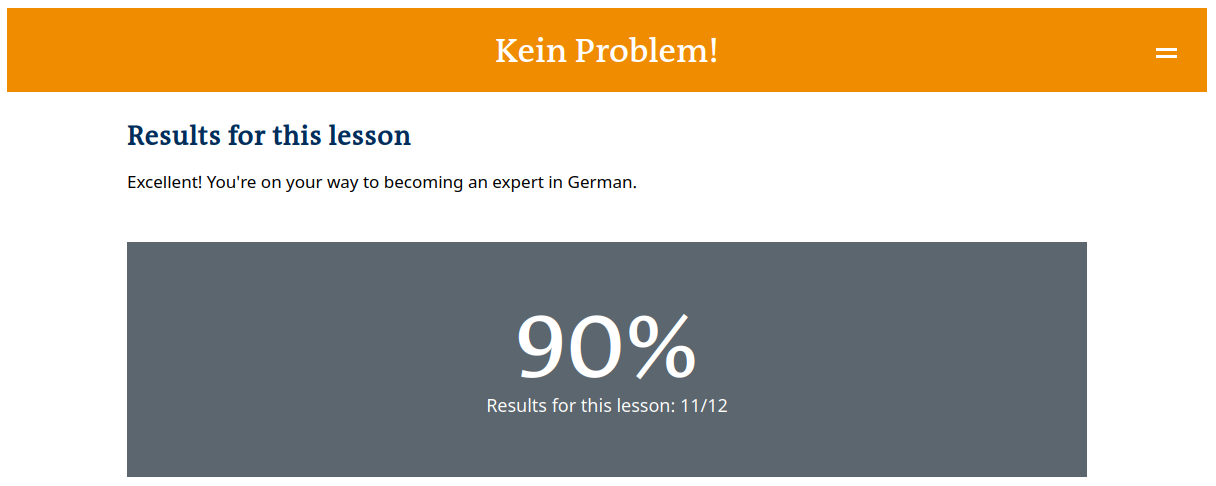 Kein Problem!
Results for this lesson
Excellent! You're on your way to becoming an expert in German.
90%
Results for this lesson: 11/12